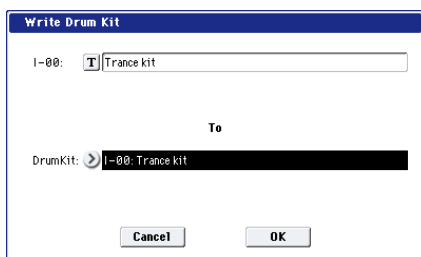 Write Drum Kit
I-00: T Trance kit
To
DrumKit: I-00: Trance kit
Cancel OK